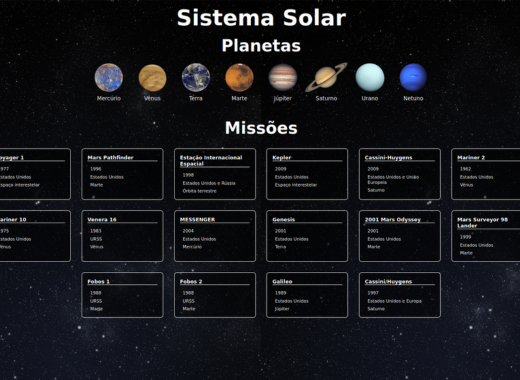 Sistema Solar
Planetas
Mercúrio Vênus Terra Marte Júpiter Saturno Urano Netuno
Missões
oyager 1
977
Estados Unidos
Espaço interestelar
Mars Pathfinder
1996
Estados Unidos
Marte
Estação Internacional
Espacial
1998
Estados Unidos e Rússia
Órbita terrestre
Kepler
2009
Estados Unidos
Espaço interestelar
Cassini-Huygens
2009
Estados Unidos e União
Europeia
Saturno
Mariner 2
1962
Estados Unidos
Vênus
ariner 10
975
Estados Unidos
Vênus
Venera 16
1983
URSS
Vênus
MESSENGER
2004
Estados Unidos
Mercúrio
Genesis
2001
Estados Unidos
Terra
2001 Mars Odyssey
2001
Estados Unidos
Marte
Mars Surveyor 98
Lander
1999
Estados Unidos
Marte
Fobos 1
1988
URSS
Fobos 2
1988
URSS
Marte
Galileo
1989
Estados Unidos
Júpiter
Cassini/Huygens
1997
Estados Unidos e Europa
Saturno